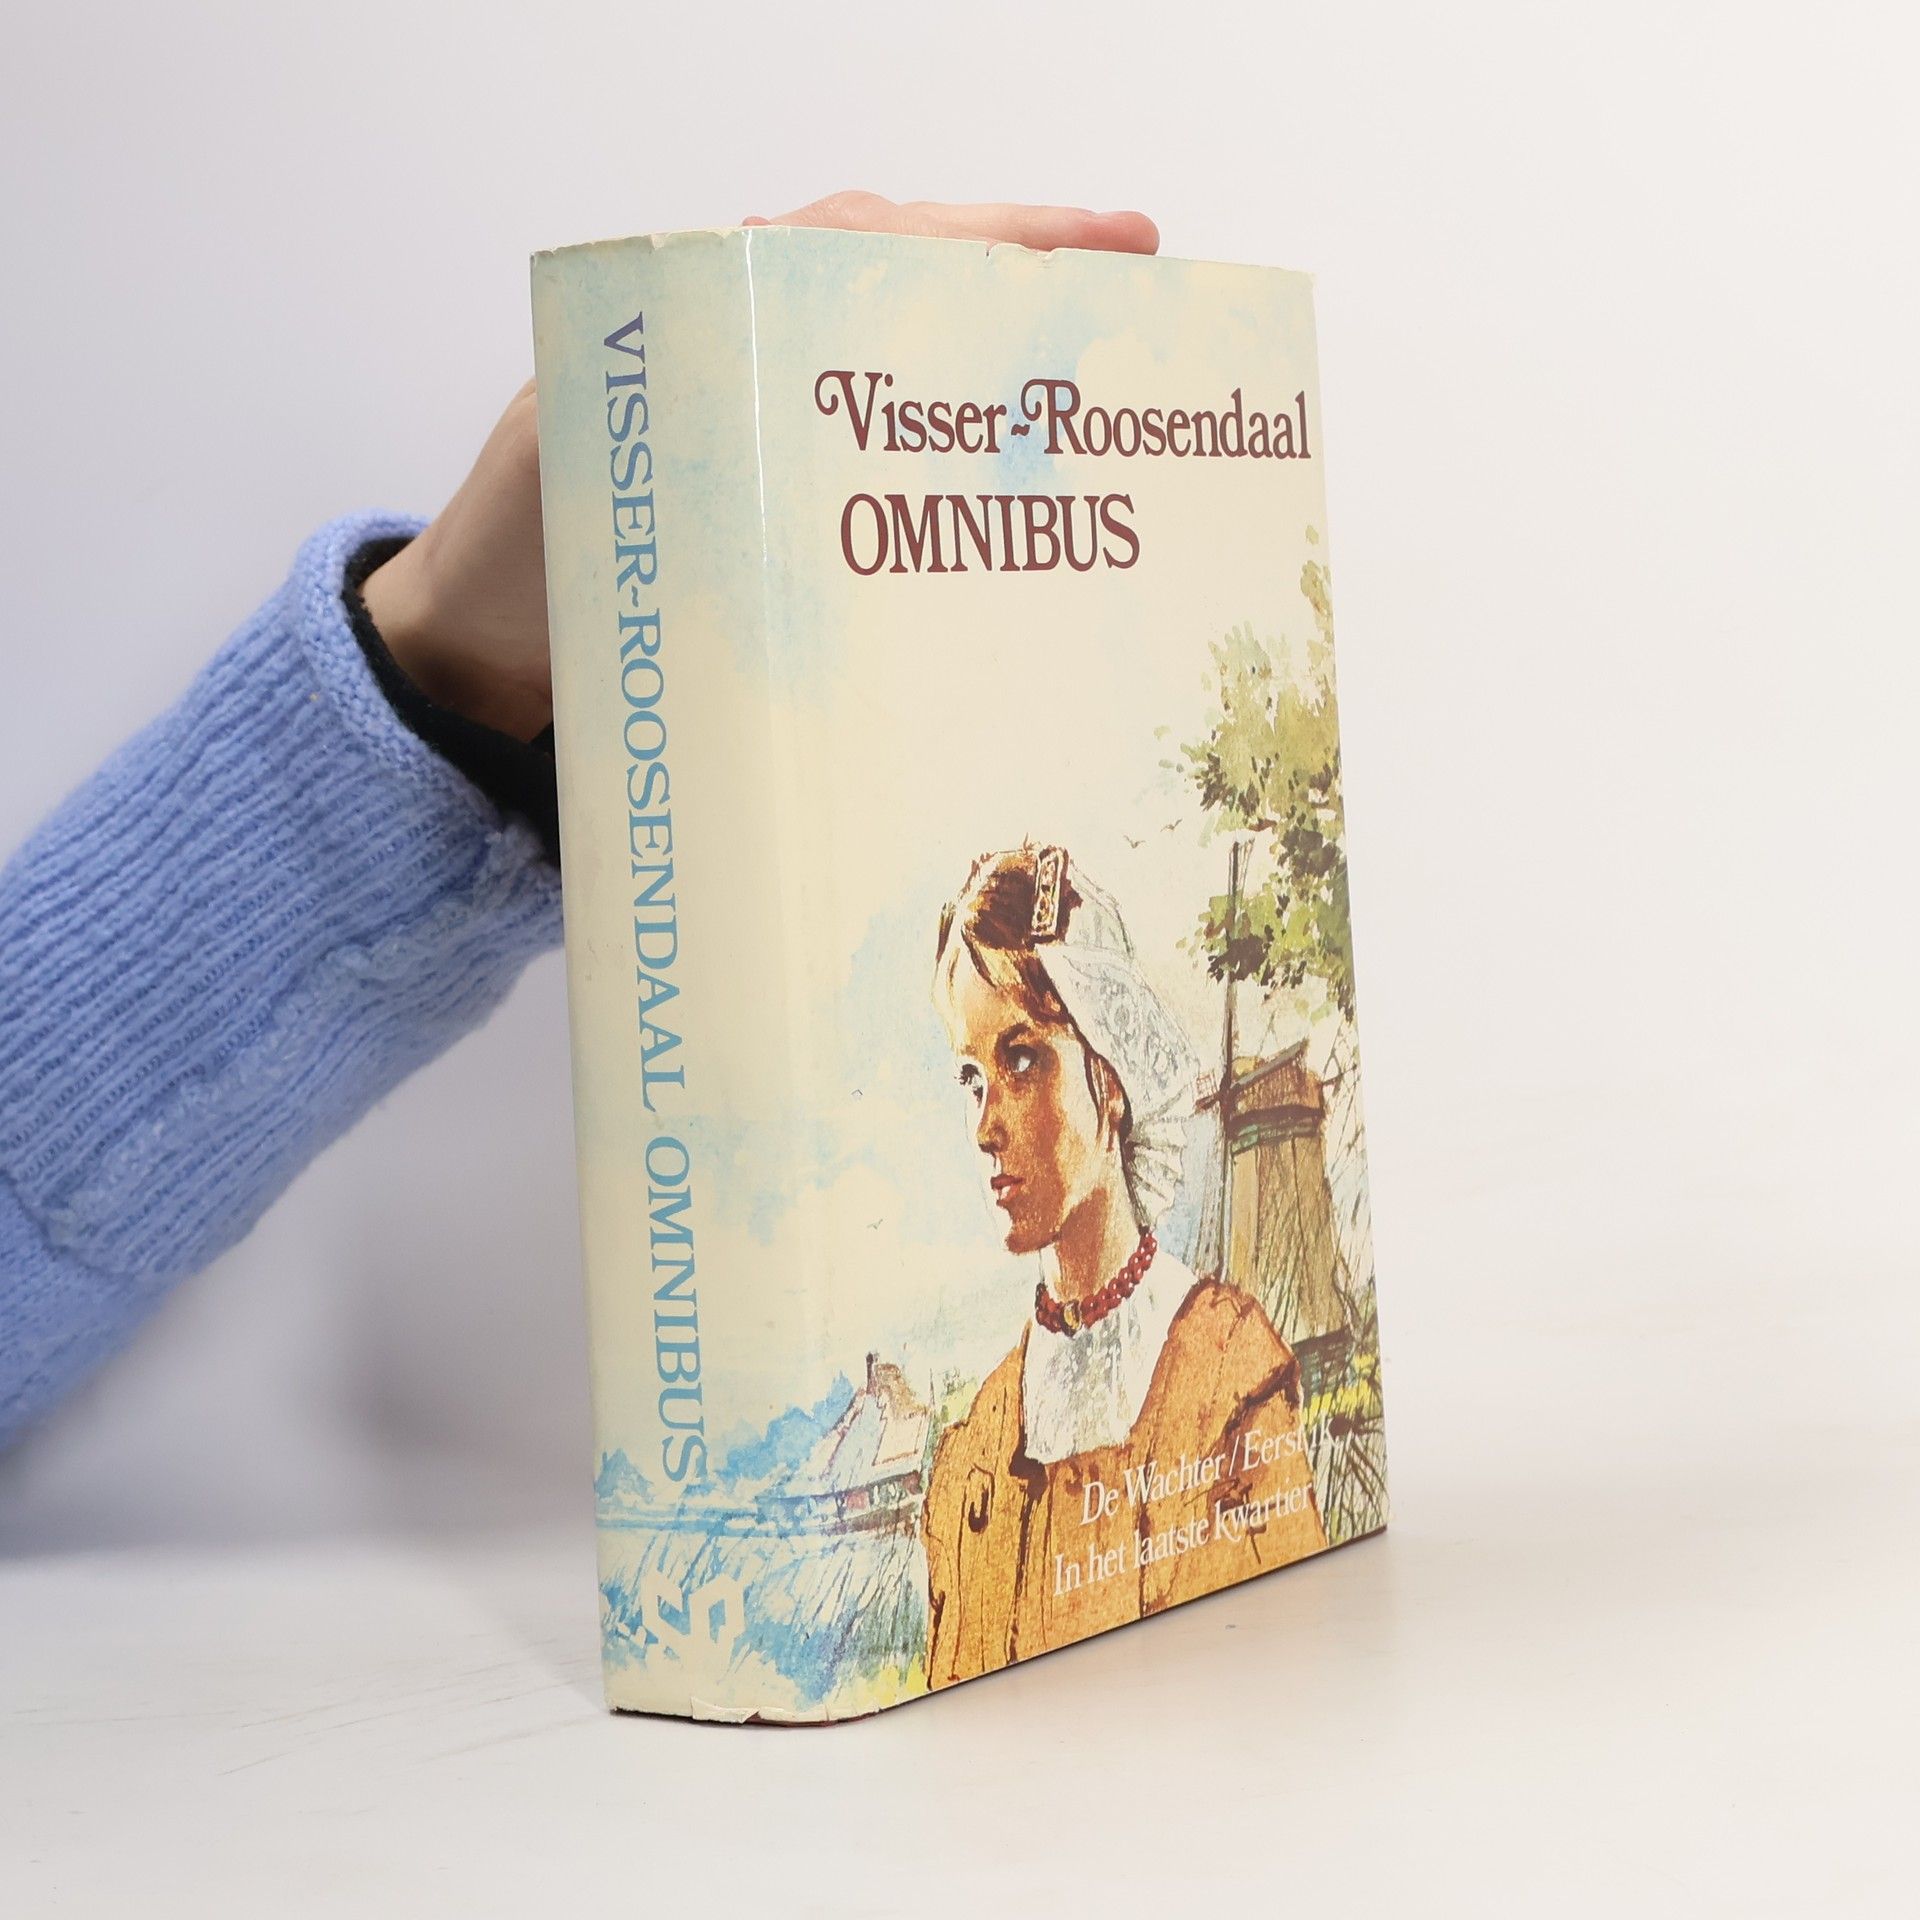 VISSER-ROOSENDAAL OMNIBUS
Visser-Roosendaal
OMNIBUS
De Wachter / Eerst ik
In het laatste kwartier